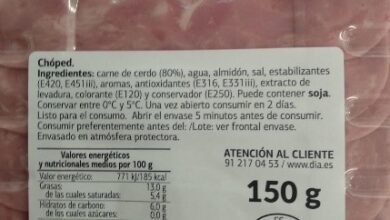 Chóped.
Ingredientes: carne de cerdo (80%), agua, almidón, sal, estabilizantes
(E420, E451iii), aromas, antioxidantes (E316, E331iii), extracto de
levadura, colorante (E120) y conservador (E250). Puede contener soja.
Conservar entre 0°C y 5°C. Una vez abierto consumir en 2 días.
Listo para el consumo. Abrir el envase 5 minutos antes de consumir.
Consumir preferentemente antes del: /Lote: ver frontal envase.
Envasado en atmósfera protectora.
Valores energéticos
y nutricionales medios por 100 g
Valor energético: 771 kJ/185 kcal
Grasas: 13,0 g
de las cuales saturadas: 5,4 g
Hidratos de carbono 6,0 g
de los cuales azúcares: 0,0 g
ATENCIÓN AL CLIENTE
91 217 04 53 / www.dia.es
150 g